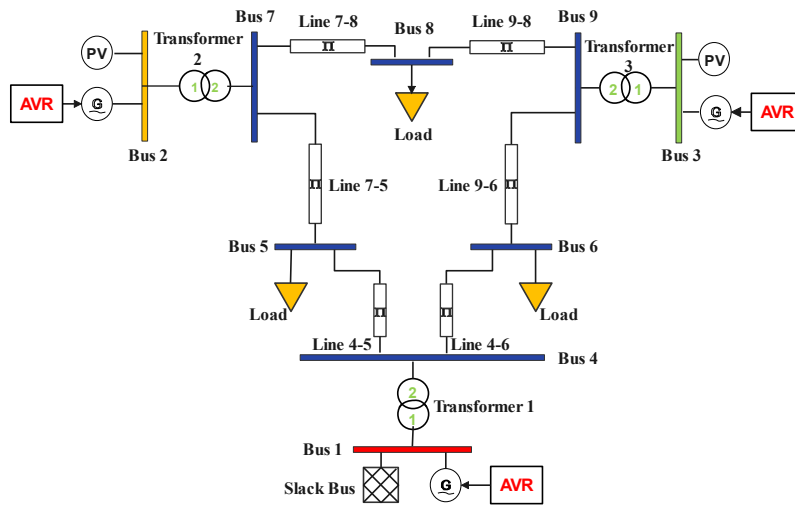 Bus 7
Line 7-8
Bus 8
Line 9-8
Bus 9
Transformer
2
PV
1 2
AVR
G
Bus 2
Π
Π
Load
Transformer
3
PV
2 1
G
AVR
Bus 3
Π
Line 7-5
Line 9-6
Π
Bus 5
Bus 6
Load
Load
Π
Π
Line 4-5
Line 4-6
Bus 4
2
1
Transformer 1
Bus 1
Slack Bus
G
AVR